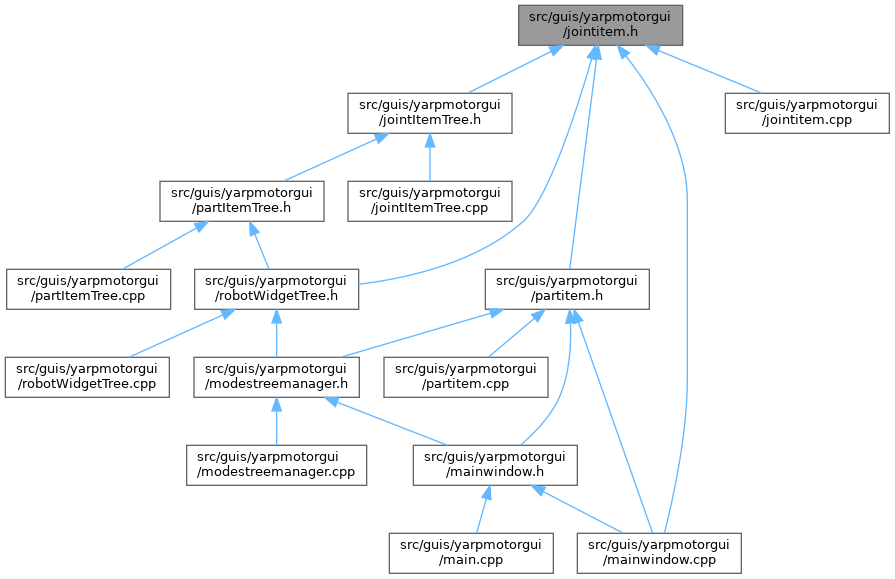 src/guis/yarpmotorgui
/jointitem.h
src/guis/yarpmotorgui
/jointItemTree.h
src/guis/yarpmotorgui
/jointitem.cpp
src/guis/yarpmotorgui
/partItemTree.h
src/guis/yarpmotorgui
/jointItemTree.cpp
src/guis/yarpmotorgui
/partItemTree.cpp
src/guis/yarpmotorgui
/robotWidgetTree.h
src/guis/yarpmotorgui
/partitem.h
src/guis/yarpmotorgui
/robotWidgetTree.cpp
src/guis/yarpmotorgui
/modestreemanager.h
src/guis/yarpmotorgui
/partitem.cpp
src/guis/yarpmotorgui
/modestreemanager.cpp
src/guis/yarpmotorgui
/mainwindow.h
src/guis/yarpmotorgui
/main.cpp
src/guis/yarpmotorgui
/mainwindow.cpp